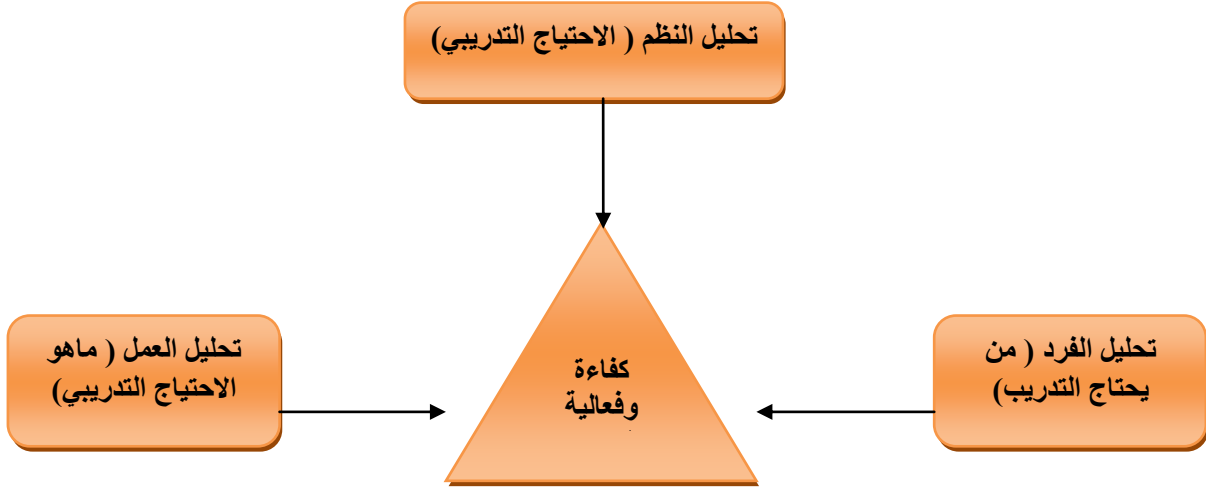 تحليل النظم ( الاحتياج التدريبي)
تحليل الفرد ( من
يحتاج التدريب)
كفاءة
وفعالية
تحليل العمل ( ماهو
الاحتياج التدريبي)